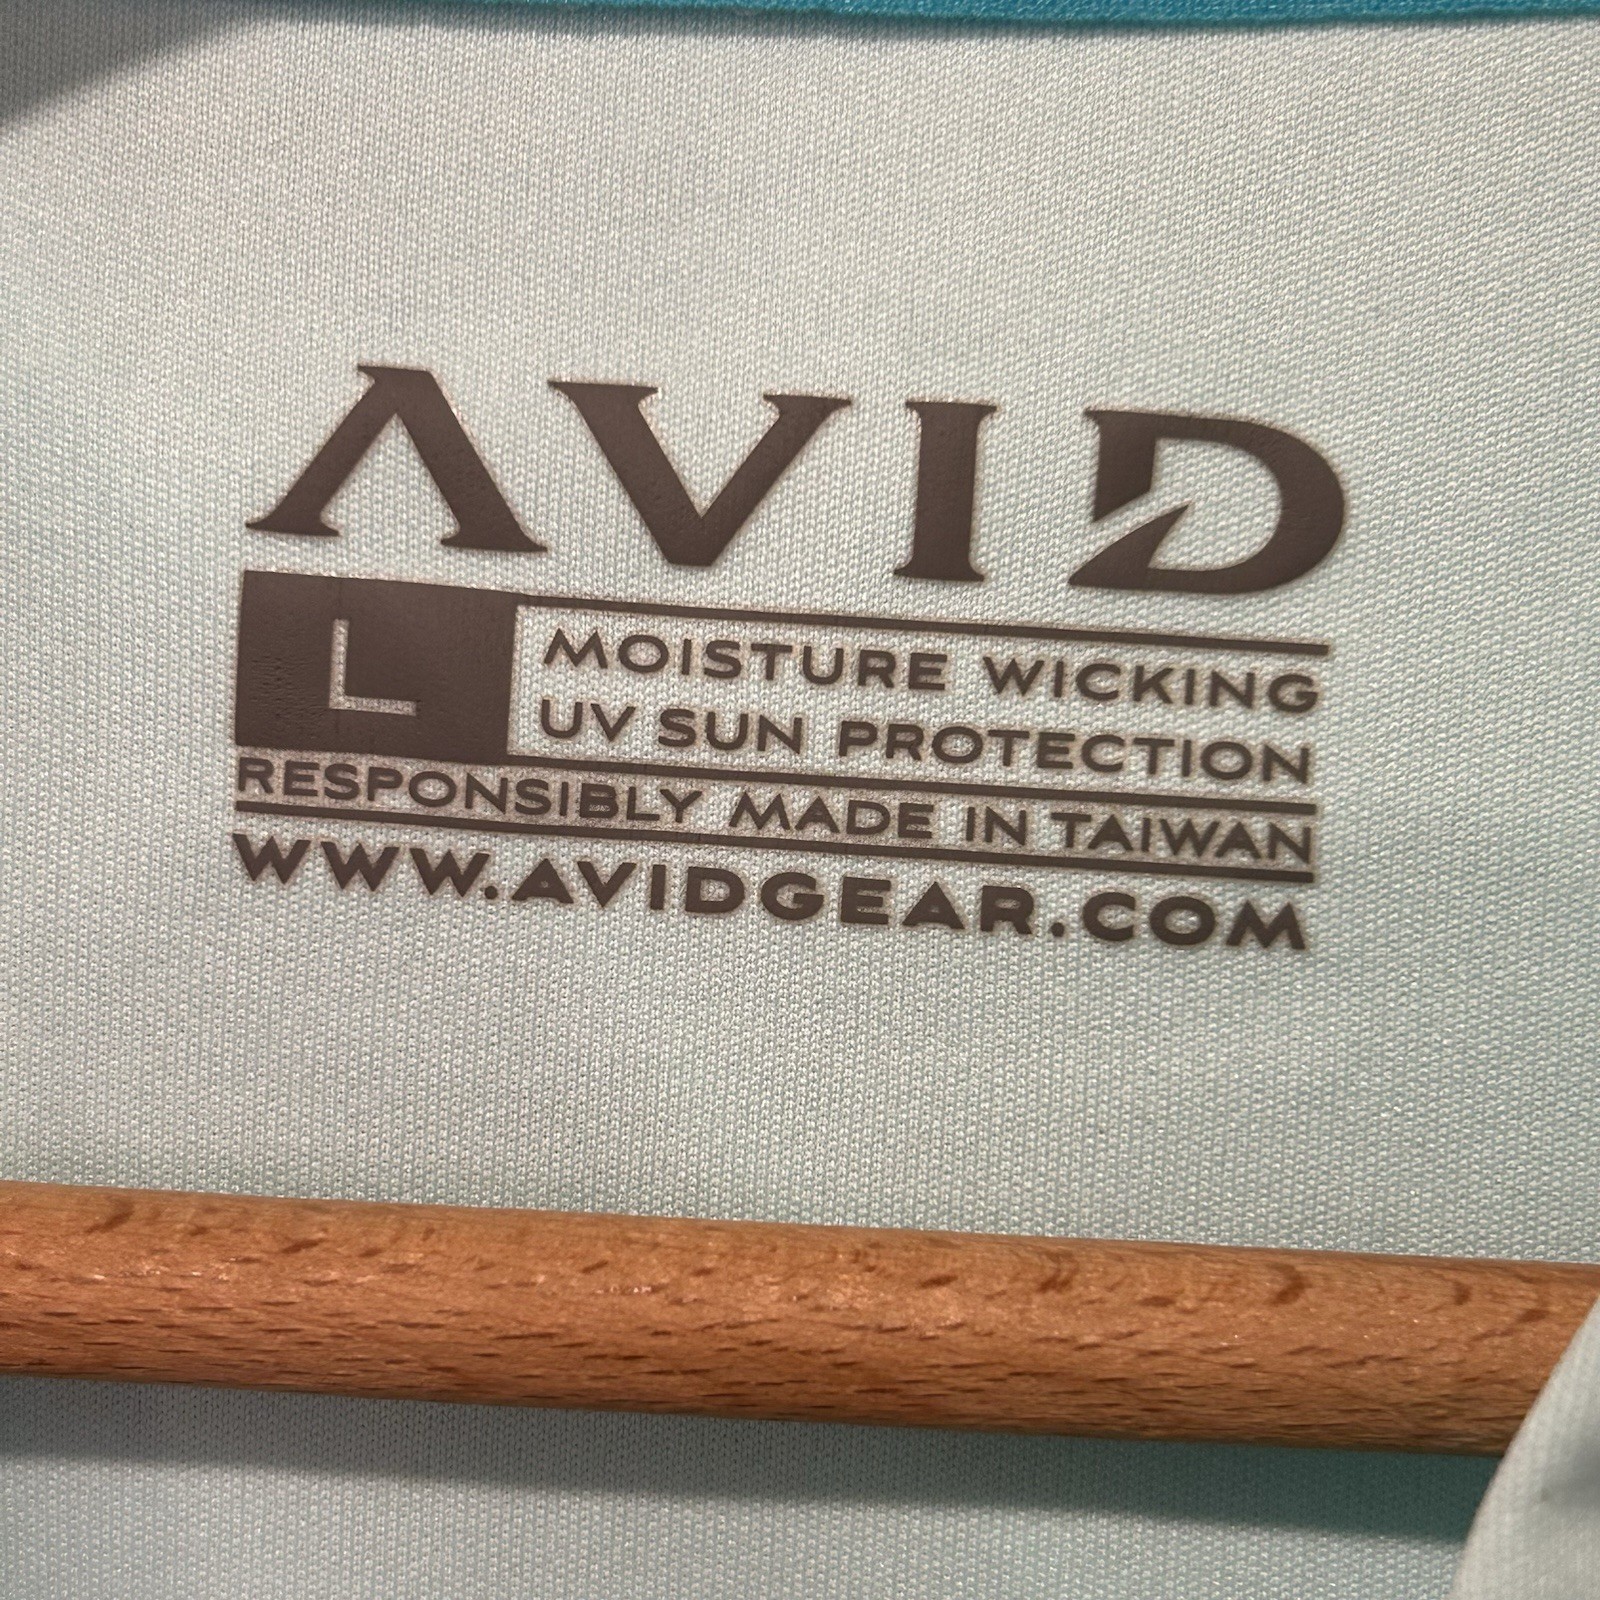 AVID
L
MOISTURE WICKING
UV SUN PROTECTION
RESPONSIBLY MADE IN TAIWAN
WWW.AVIDGEAR.COM